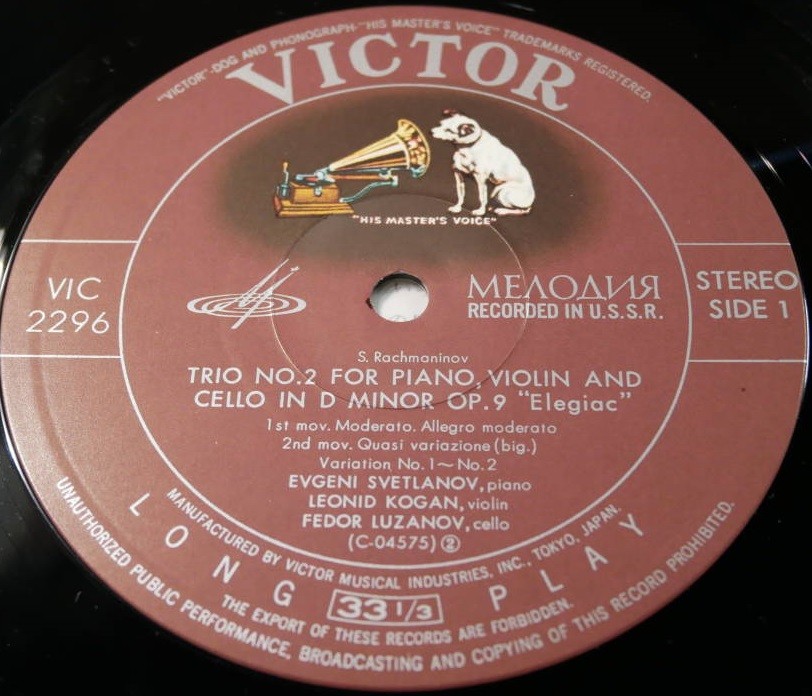 "VICTOR"-DOG AND PHONOGRAPH-"HIS MASTER'S VOICE" TRADEMARKS REGISTERED.
VICTOR
"HIS MASTER'S VOICE"
VIC
2296
МЕЛОДИЯ
RECORDED IN U.S.S.R.
STEREO
SIDE 1
S. Rachmaninov
TRIO NO.2 FOR PIANO, VIOLIN AND
CELLO IN D MINOR OP.9 "Elegiac"
1st mov. Moderato. Allegro moderato
2nd mov. Quasi variazione (big.)
Variation No.1~No.2
EVGENI SVETLANOV, piano
LEONID KOGAN, violin
FEDOR LUZANOV, cello
(C-04575) ②
MANUFACTURED BY VICTOR MUSICAL INDUSTRIES, INC., TOKYO, JAPAN.
LONG 33 1/3 PLAY
THE EXPORT OF THESE RECORDS ARE FORBIDDEN.
UNAUTHORIZED PUBLIC PERFORMANCE, BROADCASTING AND COPYING OF THIS RECORD PROHIBITED.